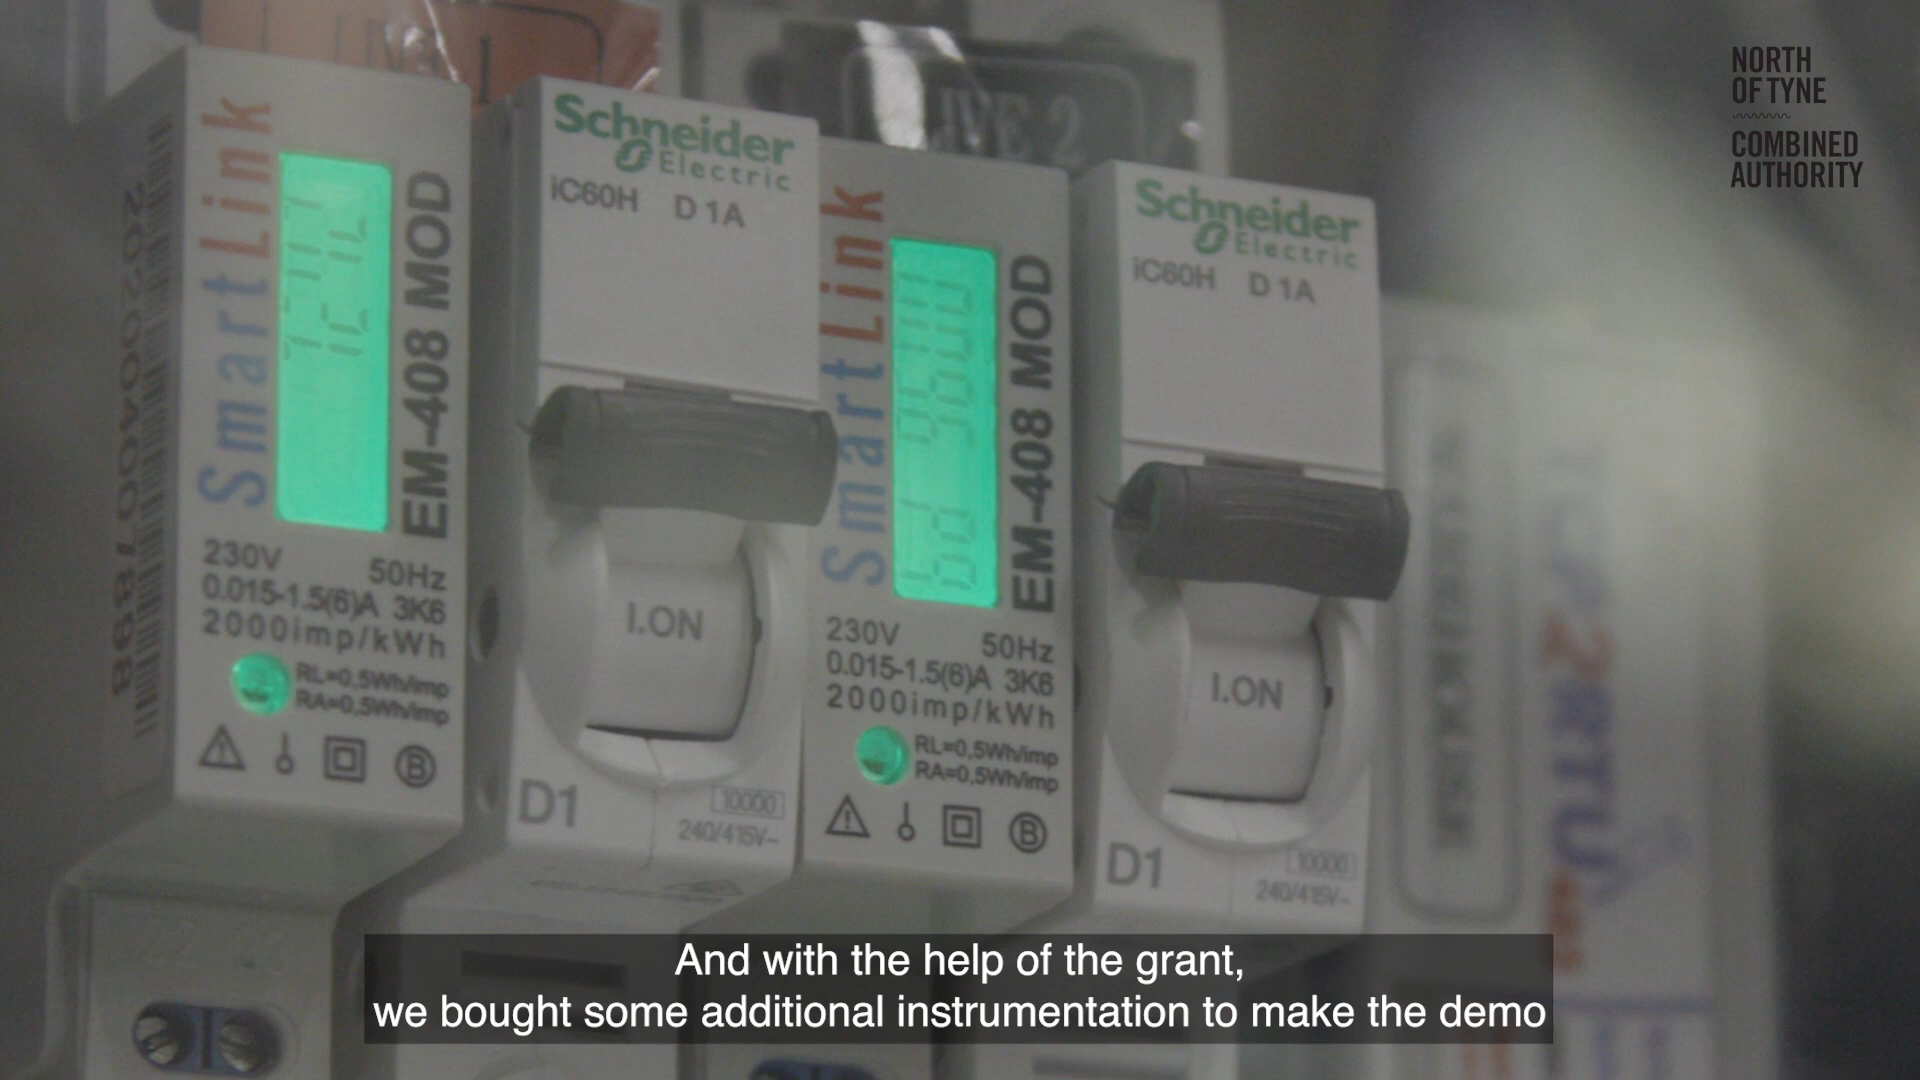 NORTH
OF TYNE
COMBINED
AUTHORITY
LIVE 2
SmartLink
EM-408 MOD
230V 50Hz
0.015-1.5(6)A 3K6
2000imp/kWh
RL=0,5Wh/imp
RA=0,5Wh/imp
B
Schneider
Electric
iC60H D 1A
I.ON
D1
10000
240/415V~
SmartLink
EM-408 MOD
230V 50Hz
0.015-1.5(6)A 3K6
2000imp/kWh
RL=0,5Wh/imp
RA=0,5Wh/imp
B
Schneider
Electric
iC60H D 1A
I.ON
D1
10000
240/415V~
And with the help of the grant,
we bought some additional instrumentation to make the demo